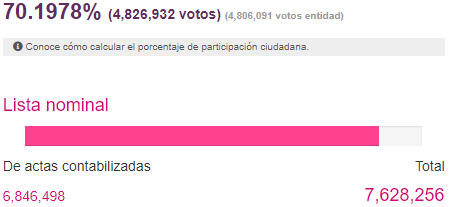 70.1978% (4,826,932 votos) (4,806,091 votos entidad)
Conoce cómo calcular el porcentaje de participación ciudadana.
Lista nominal
De actas contabilizadas Total
6,846,498 7,628,256